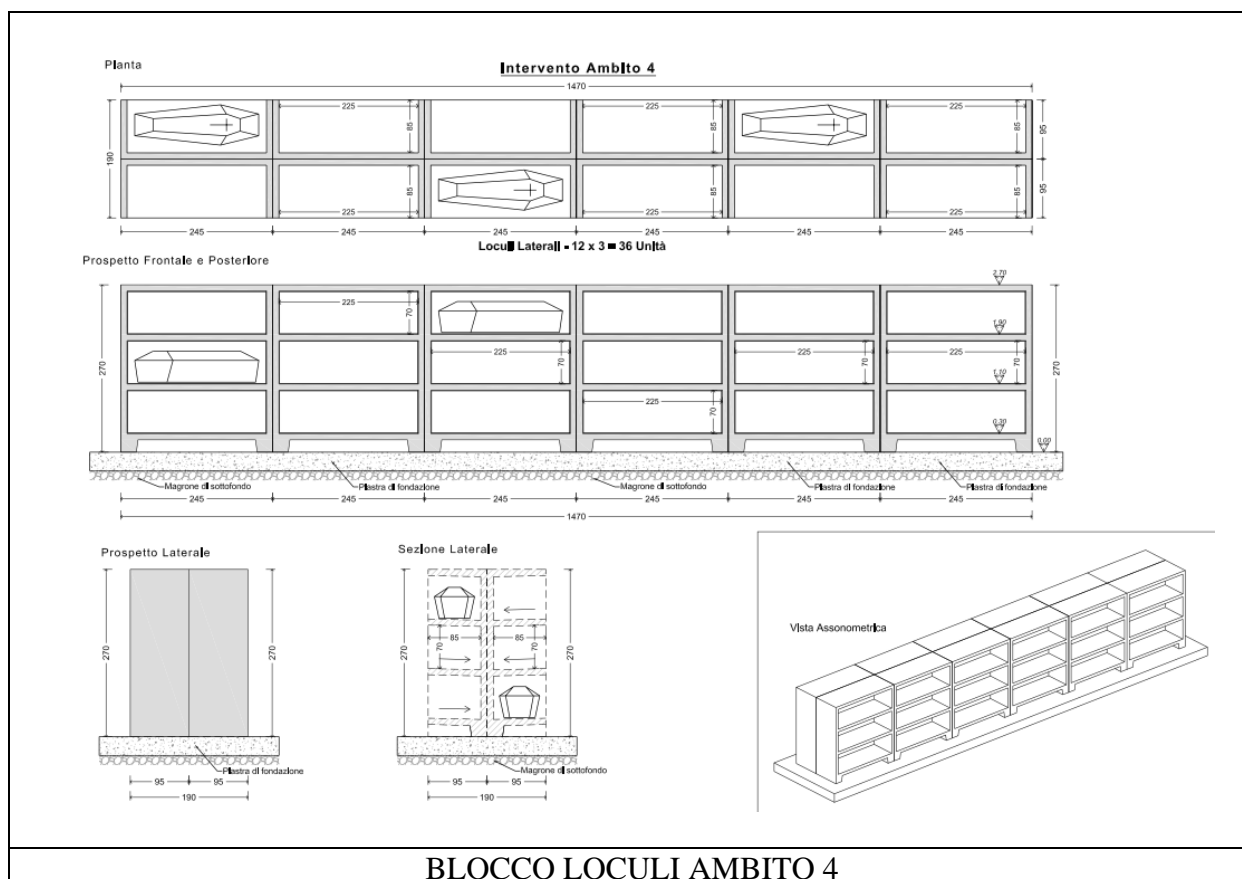 Planta
Intervento Ambito 4
1470
225 225 225
85 85 85 95
190
85 85 85 95
225 225 225
245 245 245 245 245 245
Loculi Laterali - 12 x 3 = 36 Unità
Prospetto Frontale e Posteriore
2,70
225 70
1,90
270 225 70 225 70 225 70 270
1,10
225 70
0,30
0,00
Magrone di sottofondo Piastra di fondazione Magrone di sottofondo Piastra di fondazione Piastra di fondazione
245 245 245 245 245 245
1470
Prospetto Laterale
270 270
Piastra di fondazione
95 95
190
Sezione Laterale
270 85 85 270
70 70
Magrone di sottofondo
95 95
190
Vista Assonometrica
BLOCCO LOCULI AMBITO 4